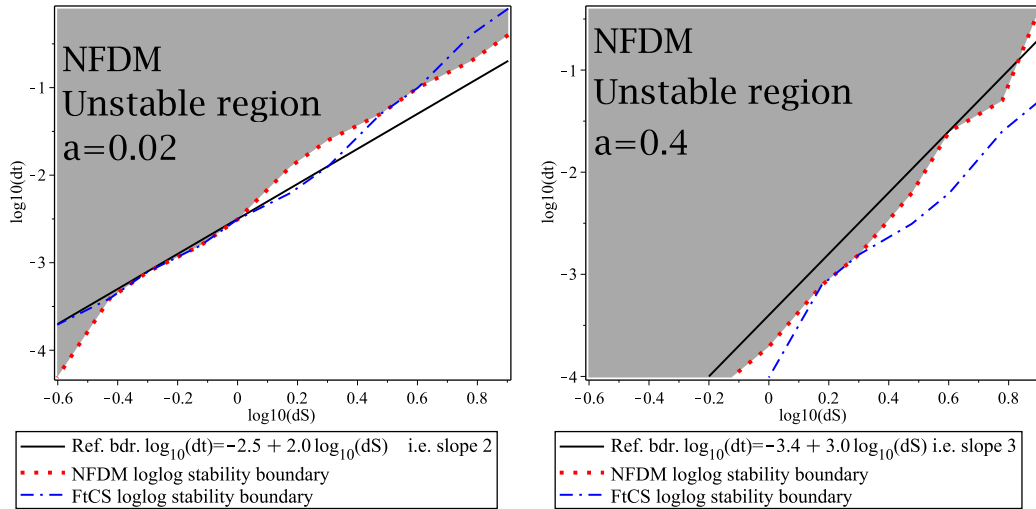 NFDM
Unstable region
a=0.02
log10(dt)
-1
-2
-3
-4
-0.6 -0.4 -0.2 0 0.2 0.4 0.6 0.8
log10(dS)
Ref. bdr. log10(dt)=-2.5 + 2.0 log10(dS) i.e. slope 2
NFDM loglog stability boundary
FtCS loglog stability boundary
NFDM
Unstable region
a=0.4
log10(dt)
-1
-2
-3
-4
-0.6 -0.4 -0.2 0 0.2 0.4 0.6 0.8
log10(dS)
Ref. bdr. log10(dt)=-3.4 + 3.0 log10(dS) i.e. slope 3
NFDM loglog stability boundary
FtCS loglog stability boundary